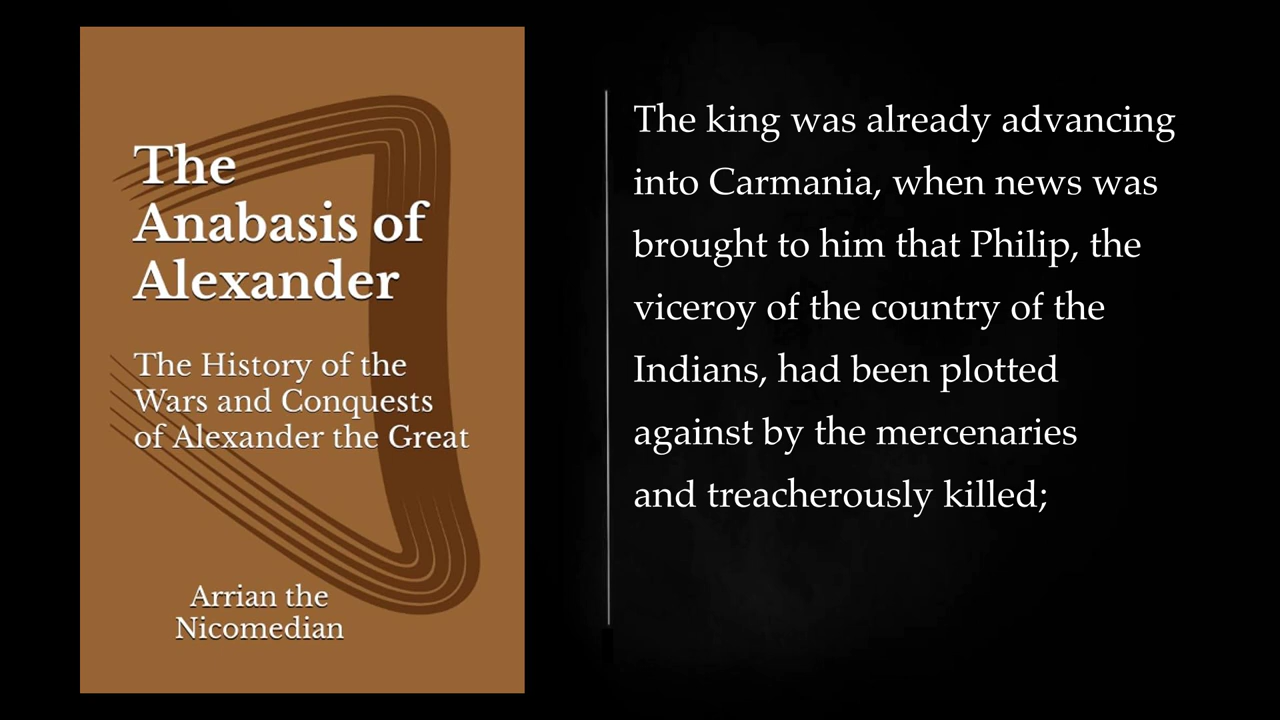 The
Anabasis of
Alexander
The History of the
Wars and Conquests
of Alexander the Great
Arrian the
Nicomedian
The king was already advancing
into Carmania, when news was
brought to him that Philip, the
viceroy of the country of the
Indians, had been plotted
against by the mercenaries
and treacherously killed;